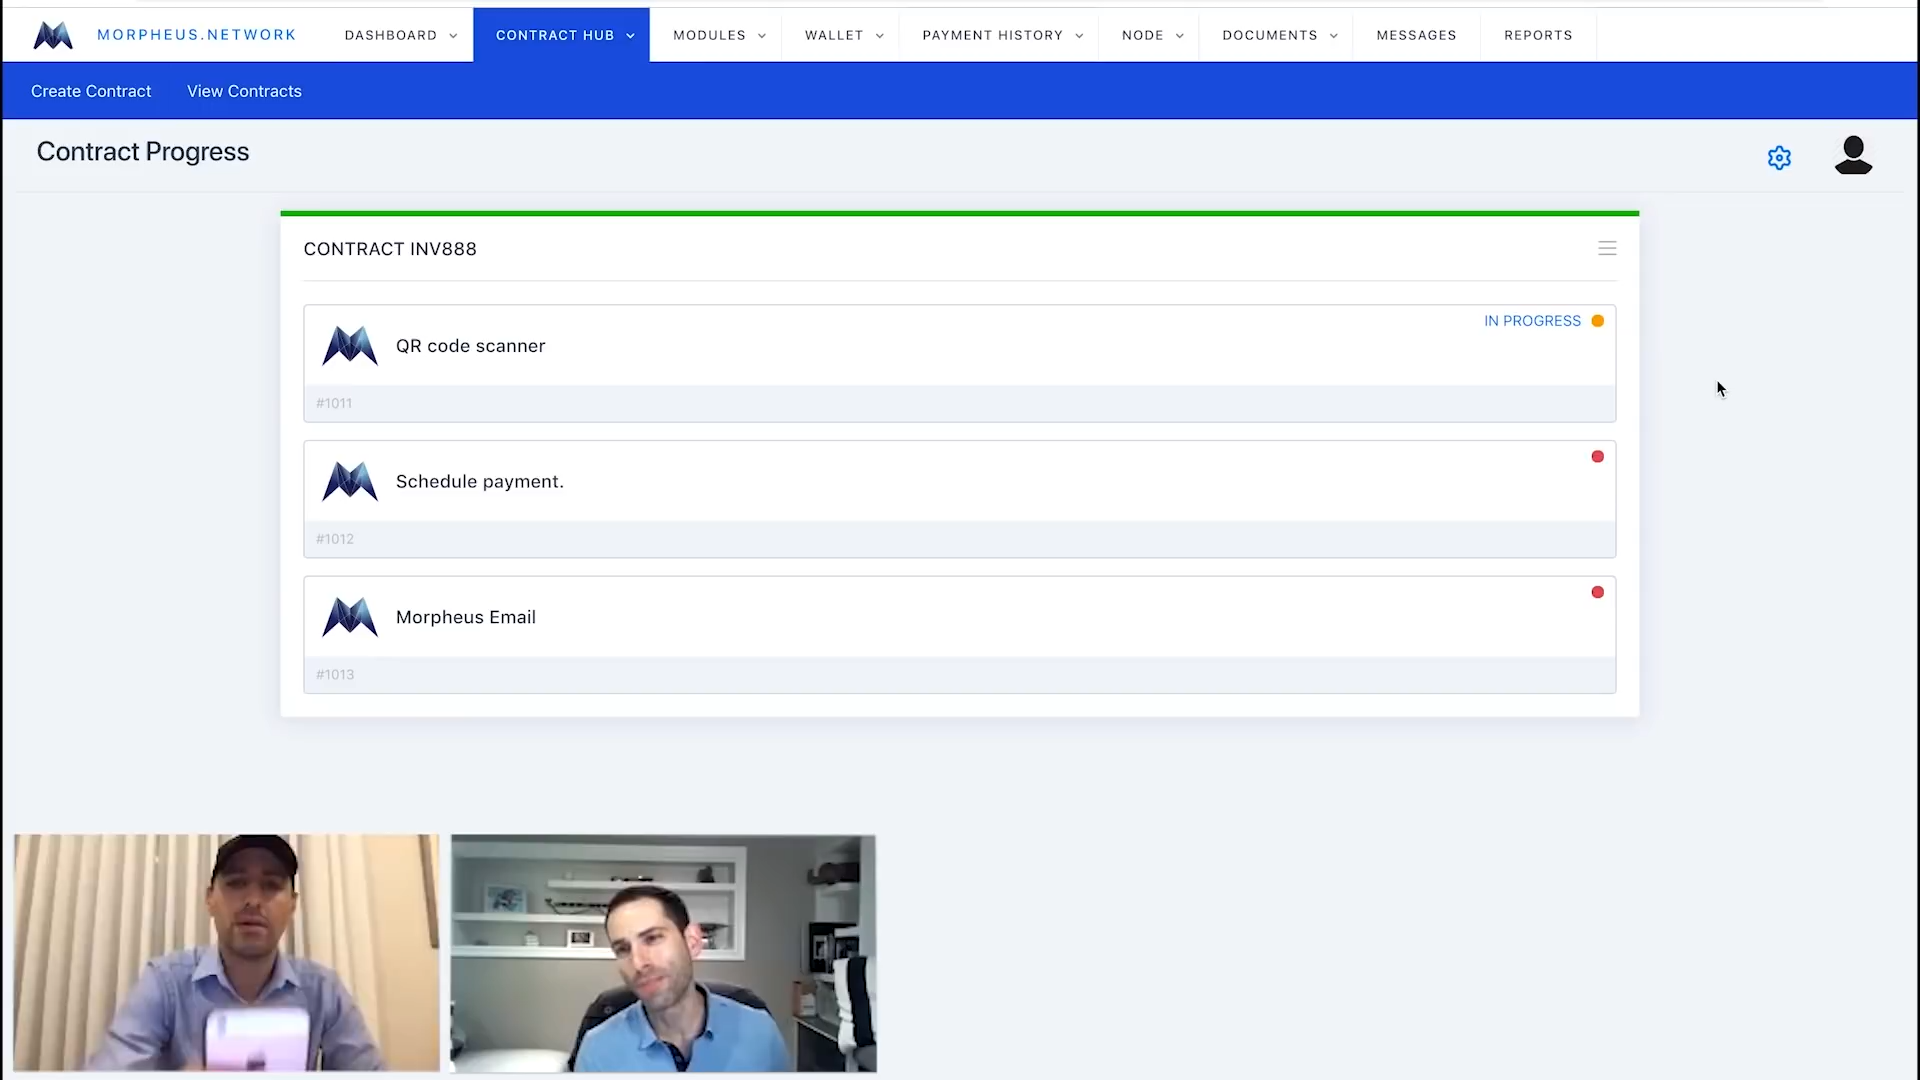 MORPHEUS.NETWORK DASHBOARD CONTRACT HUB MODULES WALLET PAYMENT HISTORY NODE DOCUMENTS MESSAGES REPORTS
Create Contract View Contracts
Contract Progress
CONTRACT INV888
IN PROGRESS
QR code scanner
#1011
Schedule payment.
#1012
Morpheus Email
#1013